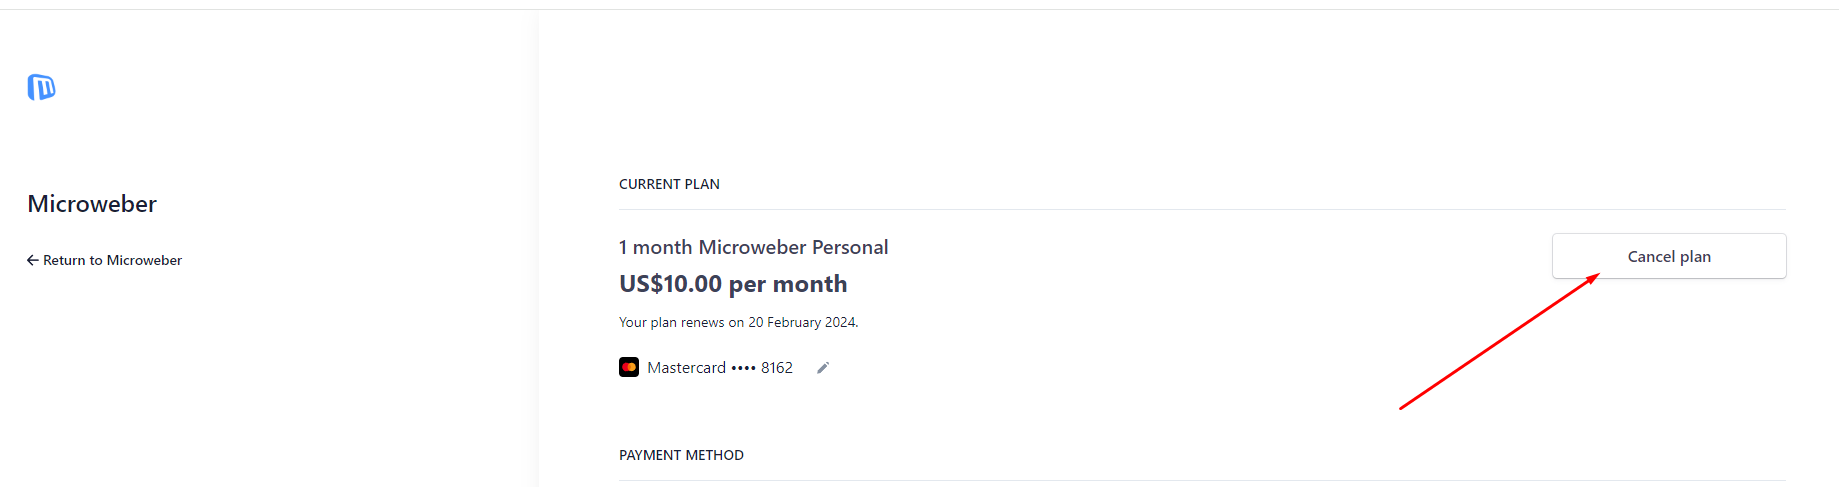 Microweber
← Return to Microweber
CURRENT PLAN
1 month Microweber Personal
US$10.00 per month
Your plan renews on 20 February 2024.
Mastercard •••• 8162
Cancel plan
PAYMENT METHOD